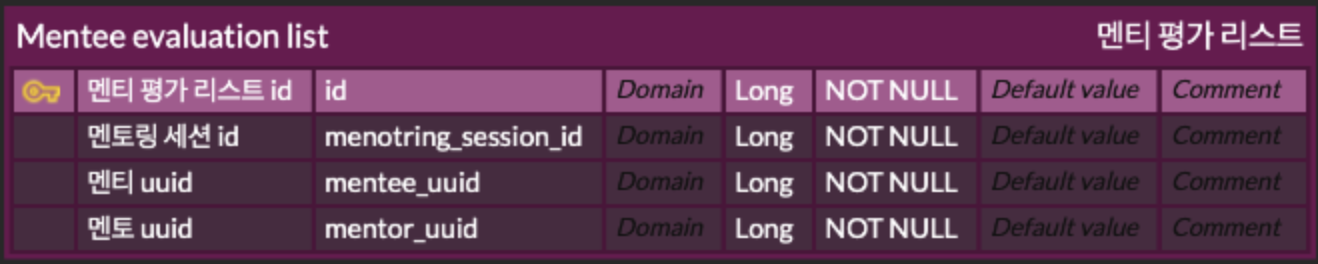 Mentee evaluation list 멘티 평가 리스트
멘티 평가 리스트 id id Domain Long NOT NULL Default value Comment
멘토링 세션 id menotring_session_id Domain Long NOT NULL Default value Comment
멘티 uuid mentee_uuid Domain Long NOT NULL Default value Comment
멘토 uuid mentor_uuid Domain Long NOT NULL Default value Comment